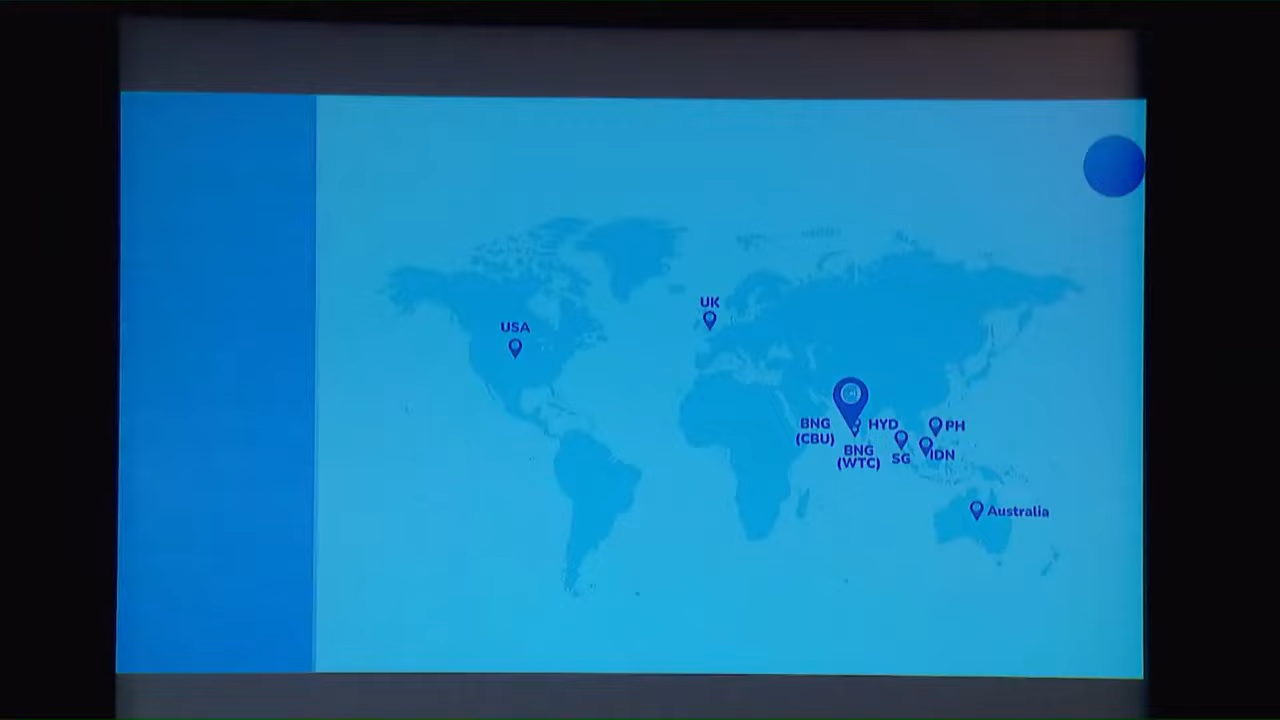 UK
USA
BNG
(CBU)
HYD
PH
BNG
(WTC)
SG
IDN
Australia